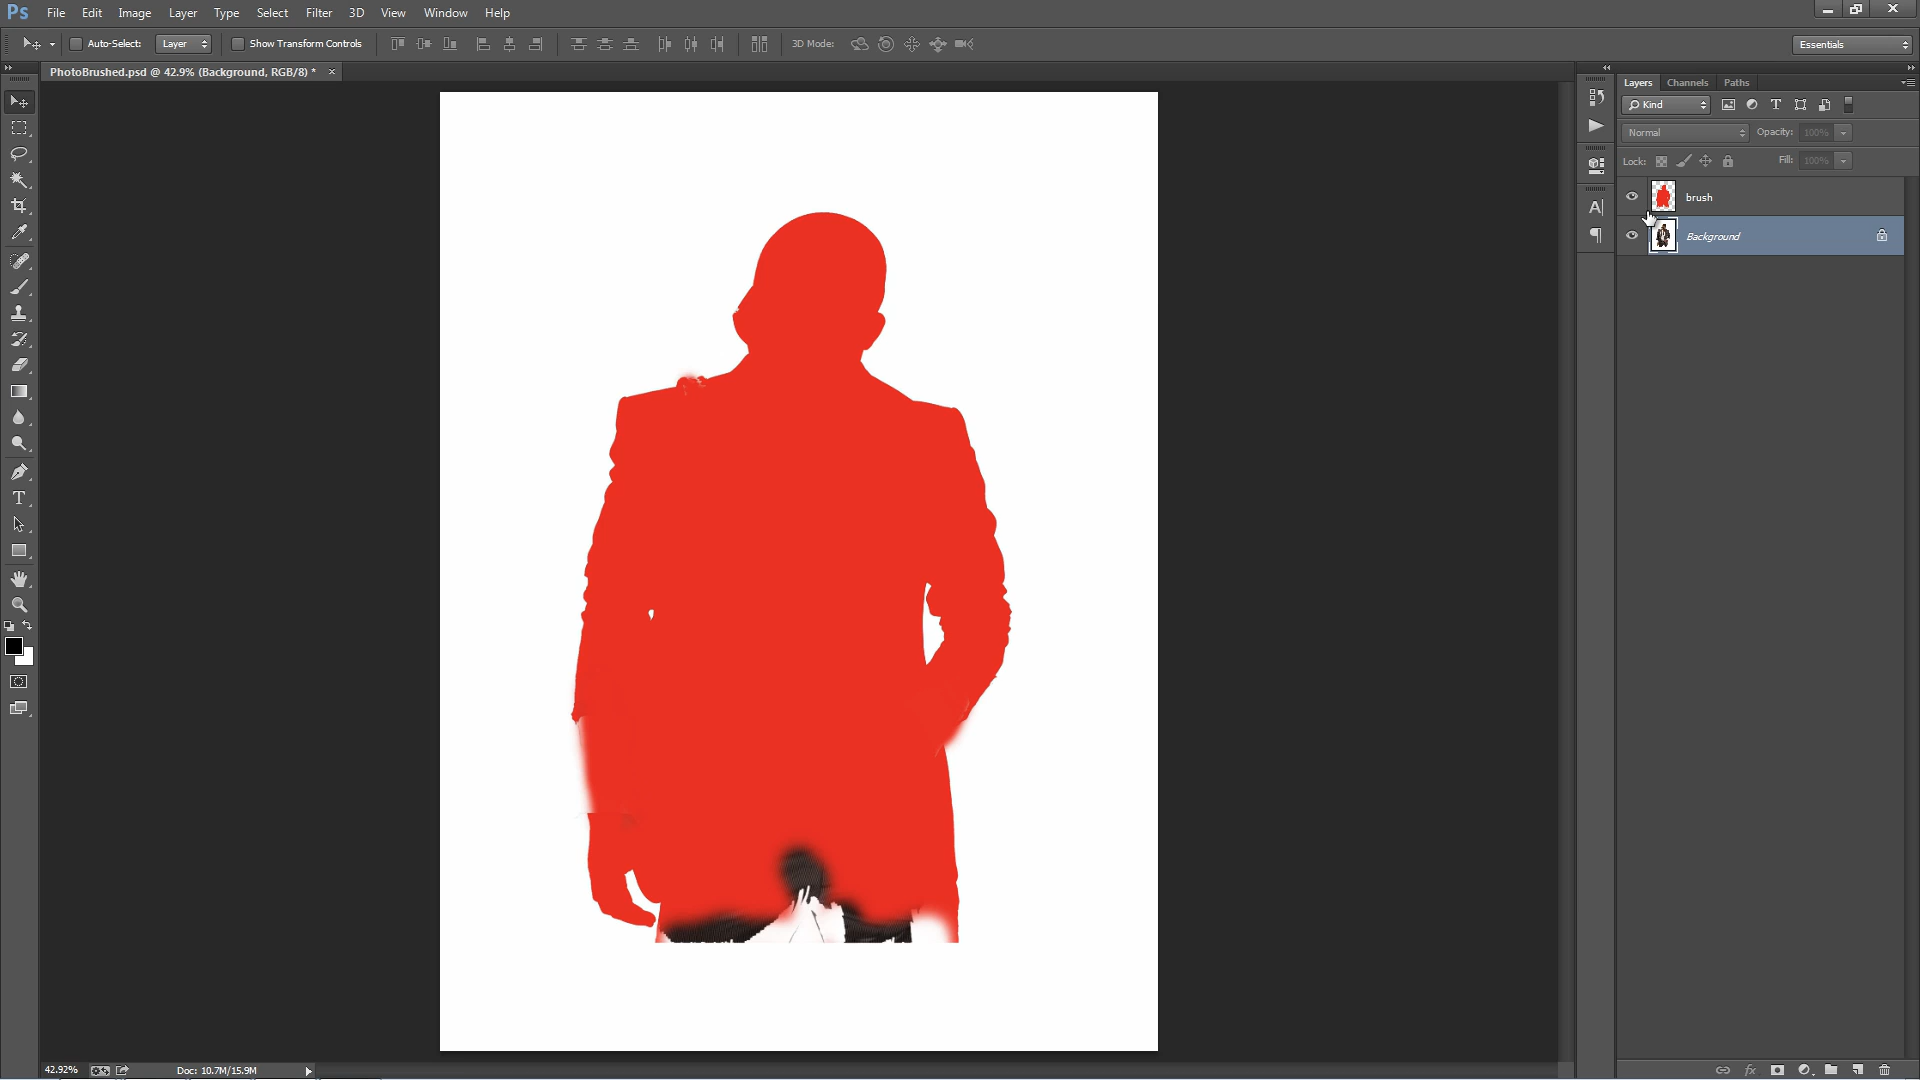 Ps File Edit Image Layer Type Select Filter 3D View Window Help
Auto-Select: Layer Show Transform Controls 3D Mode: Essentials
PhotoBrushed.psd @ 42.9% (Background, RGB/8) * ×
Layers Channels Paths
Kind
Normal Opacity: 100%
Lock: Fill: 100%
brush
Background
42.92% Doc: 10.7M/15.9M